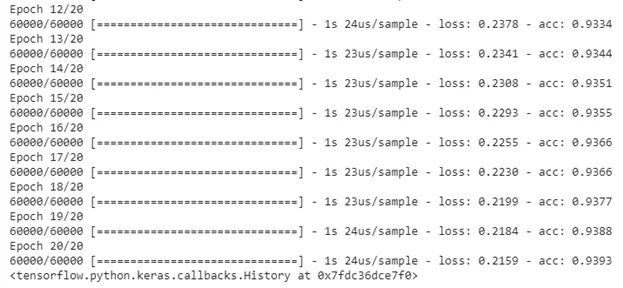 Epoch 12/20
60000/60000 [==============================] - 1s 24us/sample - loss: 0.2378 - acc: 0.9334
Epoch 13/20
60000/60000 [==============================] - 1s 23us/sample - loss: 0.2341 - acc: 0.9344
Epoch 14/20
60000/60000 [==============================] - 1s 23us/sample - loss: 0.2308 - acc: 0.9351
Epoch 15/20
60000/60000 [==============================] - 1s 23us/sample - loss: 0.2293 - acc: 0.9355
Epoch 16/20
60000/60000 [==============================] - 1s 23us/sample - loss: 0.2255 - acc: 0.9366
Epoch 17/20
60000/60000 [==============================] - 1s 23us/sample - loss: 0.2230 - acc: 0.9366
Epoch 18/20
60000/60000 [==============================] - 1s 23us/sample - loss: 0.2199 - acc: 0.9377
Epoch 19/20
60000/60000 [==============================] - 1s 24us/sample - loss: 0.2184 - acc: 0.9388
Epoch 20/20
60000/60000 [==============================] - 1s 24us/sample - loss: 0.2159 - acc: 0.9393
<tensorflow.python.keras.callbacks.History at 0x7fdc36dce7f0>